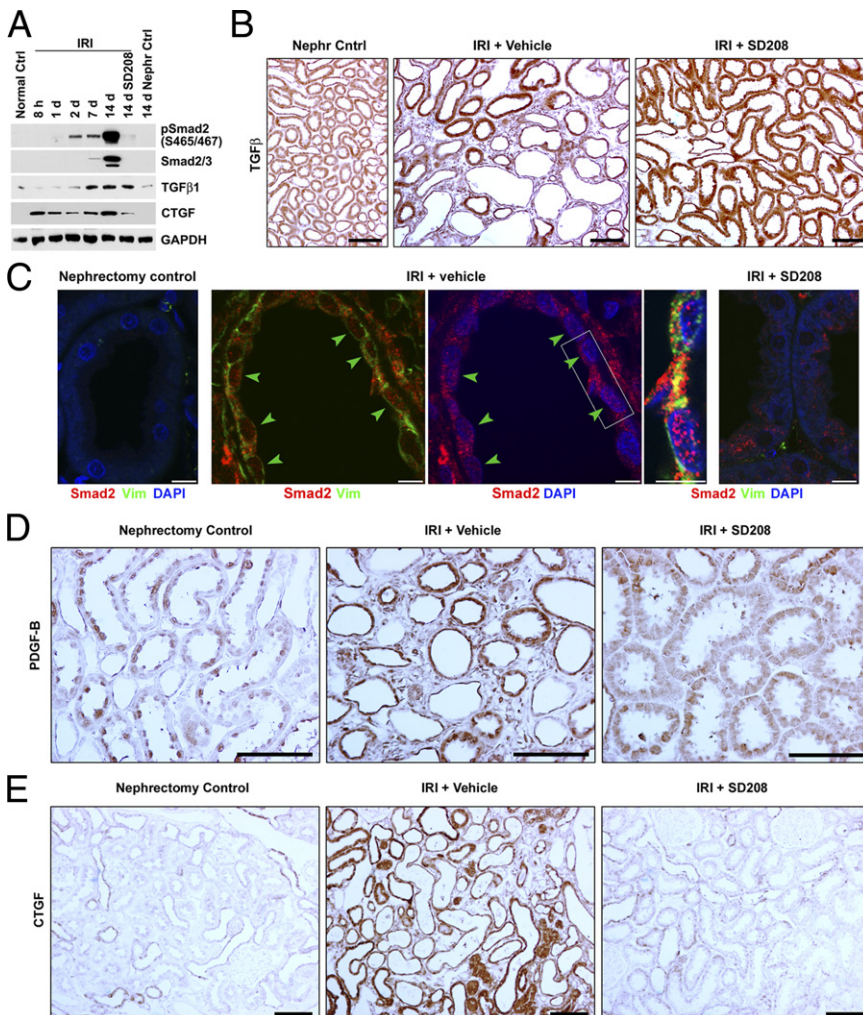 A
IRI
Normal Ctrl
8 h
1 d
2 d
7 d
14 d
14 d SD208
14 d Nephr Ctrl
pSmad2
(S465/467)
Smad2/3
TGFβ1
CTGF
GAPDH
B
Nephr Cntrl
IRI + Vehicle
IRI + SD208
TGFβ
C
Nephrectomy control
IRI + vehicle
IRI + SD208
Smad2 Vim DAPI
Smad2 Vim
Smad2 DAPI
Smad2 Vim DAPI
D
Nephrectomy Control
IRI + Vehicle
IRI + SD208
PDGF-B
E
Nephrectomy Control
IRI + Vehicle
IRI + SD208
CTGF